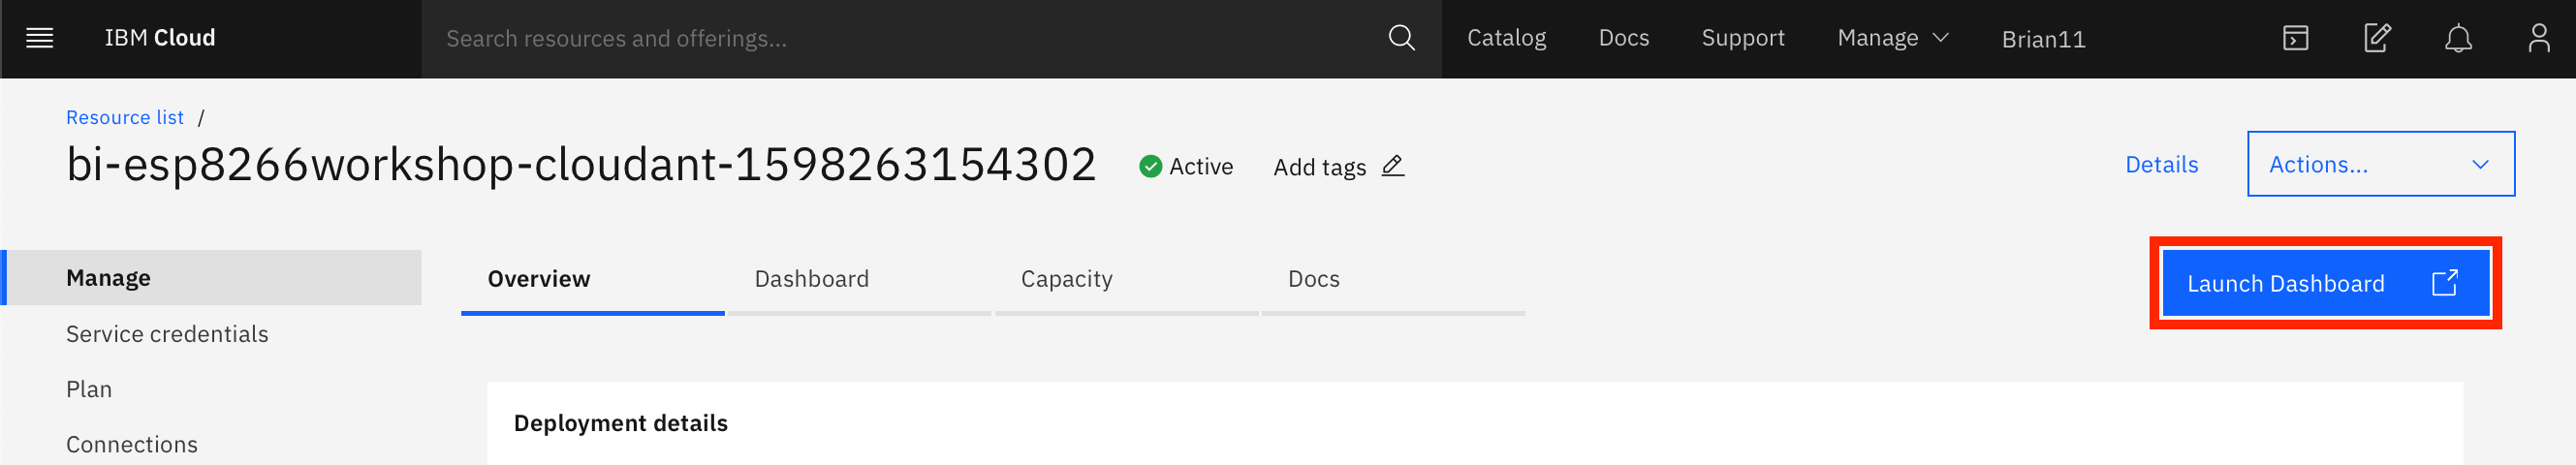 IBM Cloud
Search resources and offerings...
Catalog
Docs
Support
Manage
Brian11
Resource list /
bi-esp8266workshop-cloudant-1598263154302
Active
Add tags
Details
Actions...
Manage
Service credentials
Plan
Connections
Overview
Dashboard
Capacity
Docs
Launch Dashboard
Deployment details